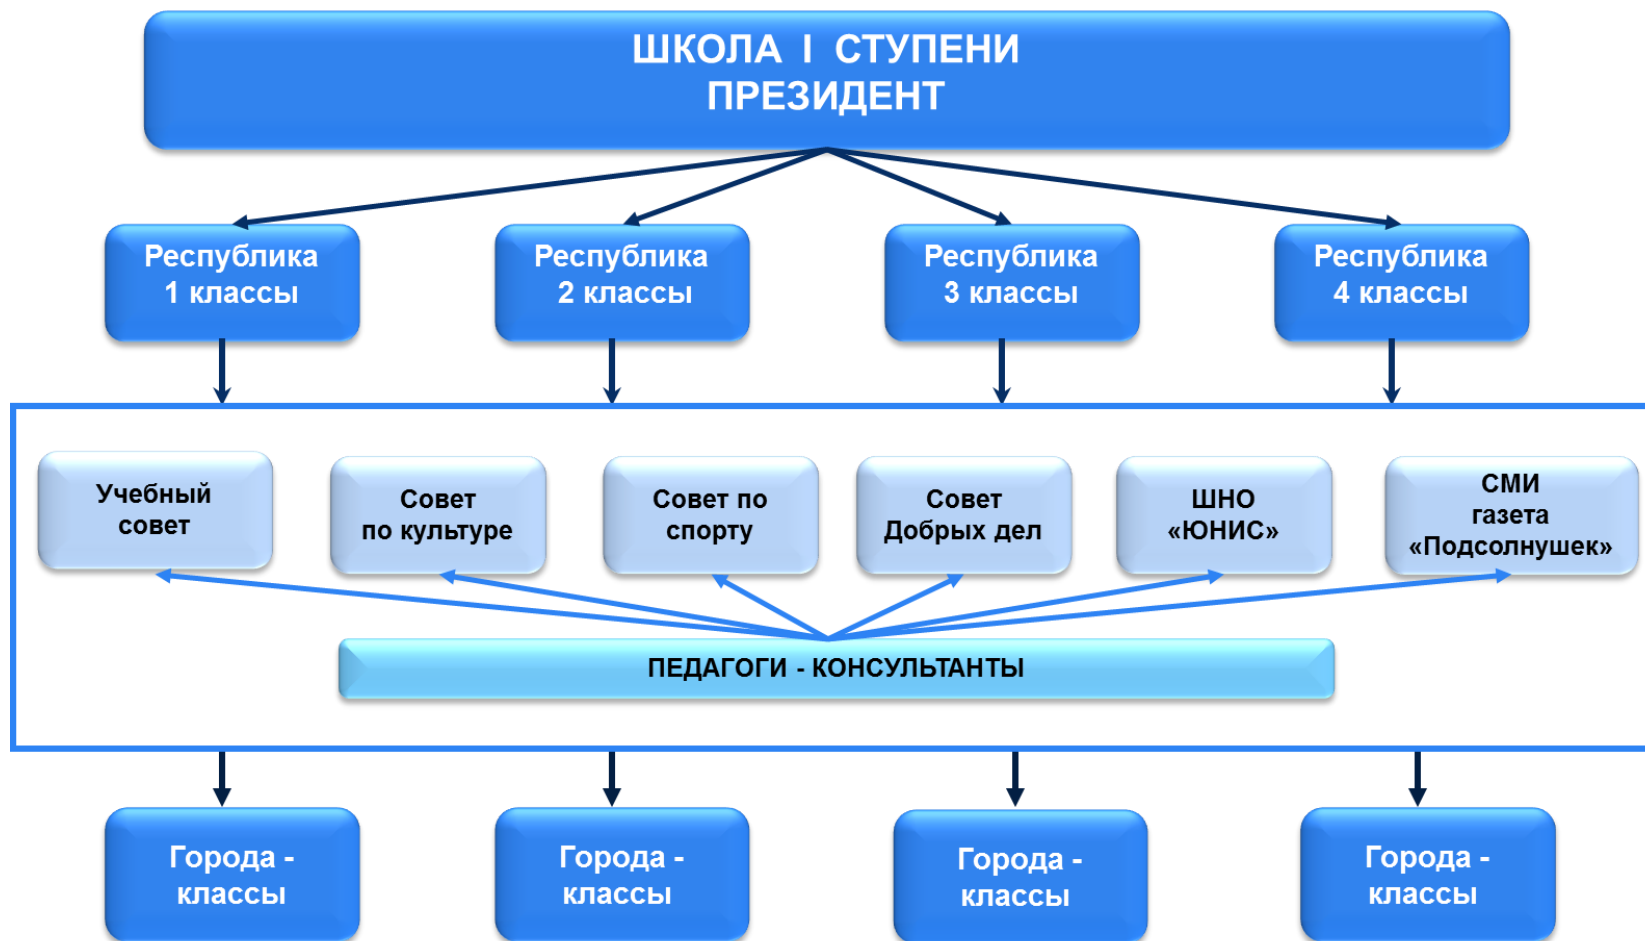 ШКОЛА I СТУПЕНИ
ПРЕЗИДЕНТ
Республика
1 классы
Республика
2 классы
Республика
3 классы
Республика
4 классы
Учебный
совет
Совет
по культуре
Совет по
спорту
Совет
Добрых дел
ШНО
«ЮНИС»
СМИ
газета
«Подсолнушек»
ПЕДАГОГИ - КОНСУЛЬТАНТЫ
Города -
классы
Города -
классы
Города -
классы
Города -
классы